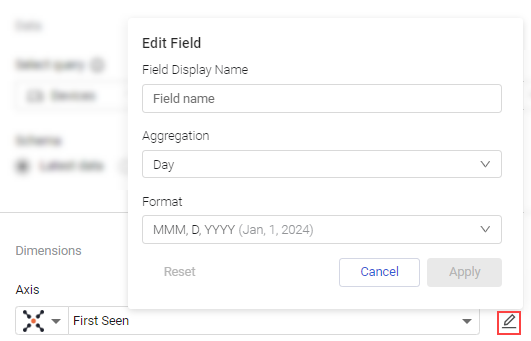 Data
Select query
Devices
Schema
Latest data
Edit Field
Field Display Name
Field name
Aggregation
Day
Format
MMM, D, YYYY (Jan, 1, 2024)
Reset
Cancel
Apply
Dimensions
Axis
First Seen